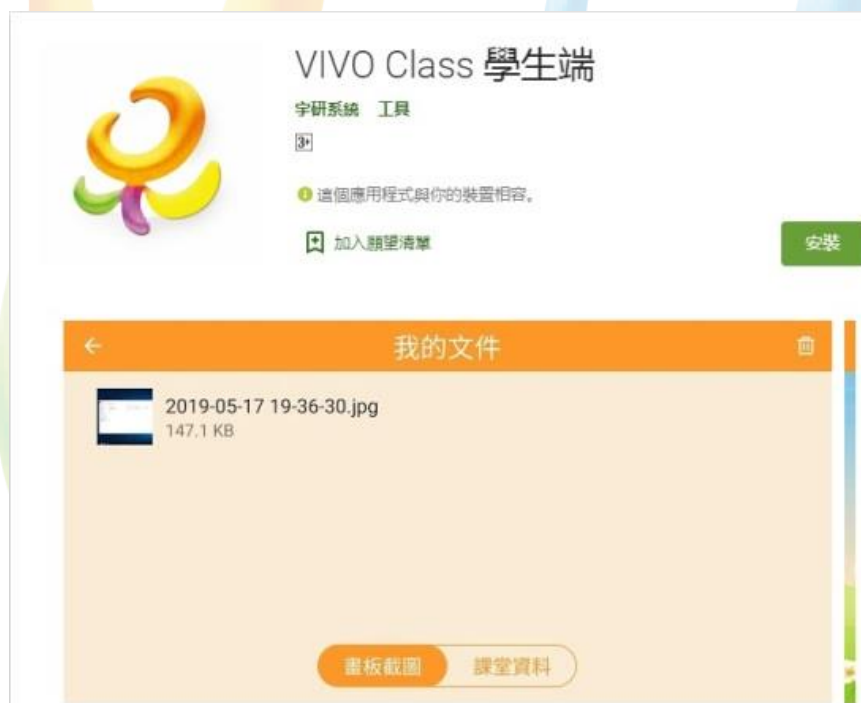 VIVO Class 學生端
宇研系統 工具
3+
這個應用程式與你的裝置相容。
加入願望清單
安裝
我的文件
2019-05-17 19-36-30.jpg
147.1 KB
畫板截圖 課堂資料